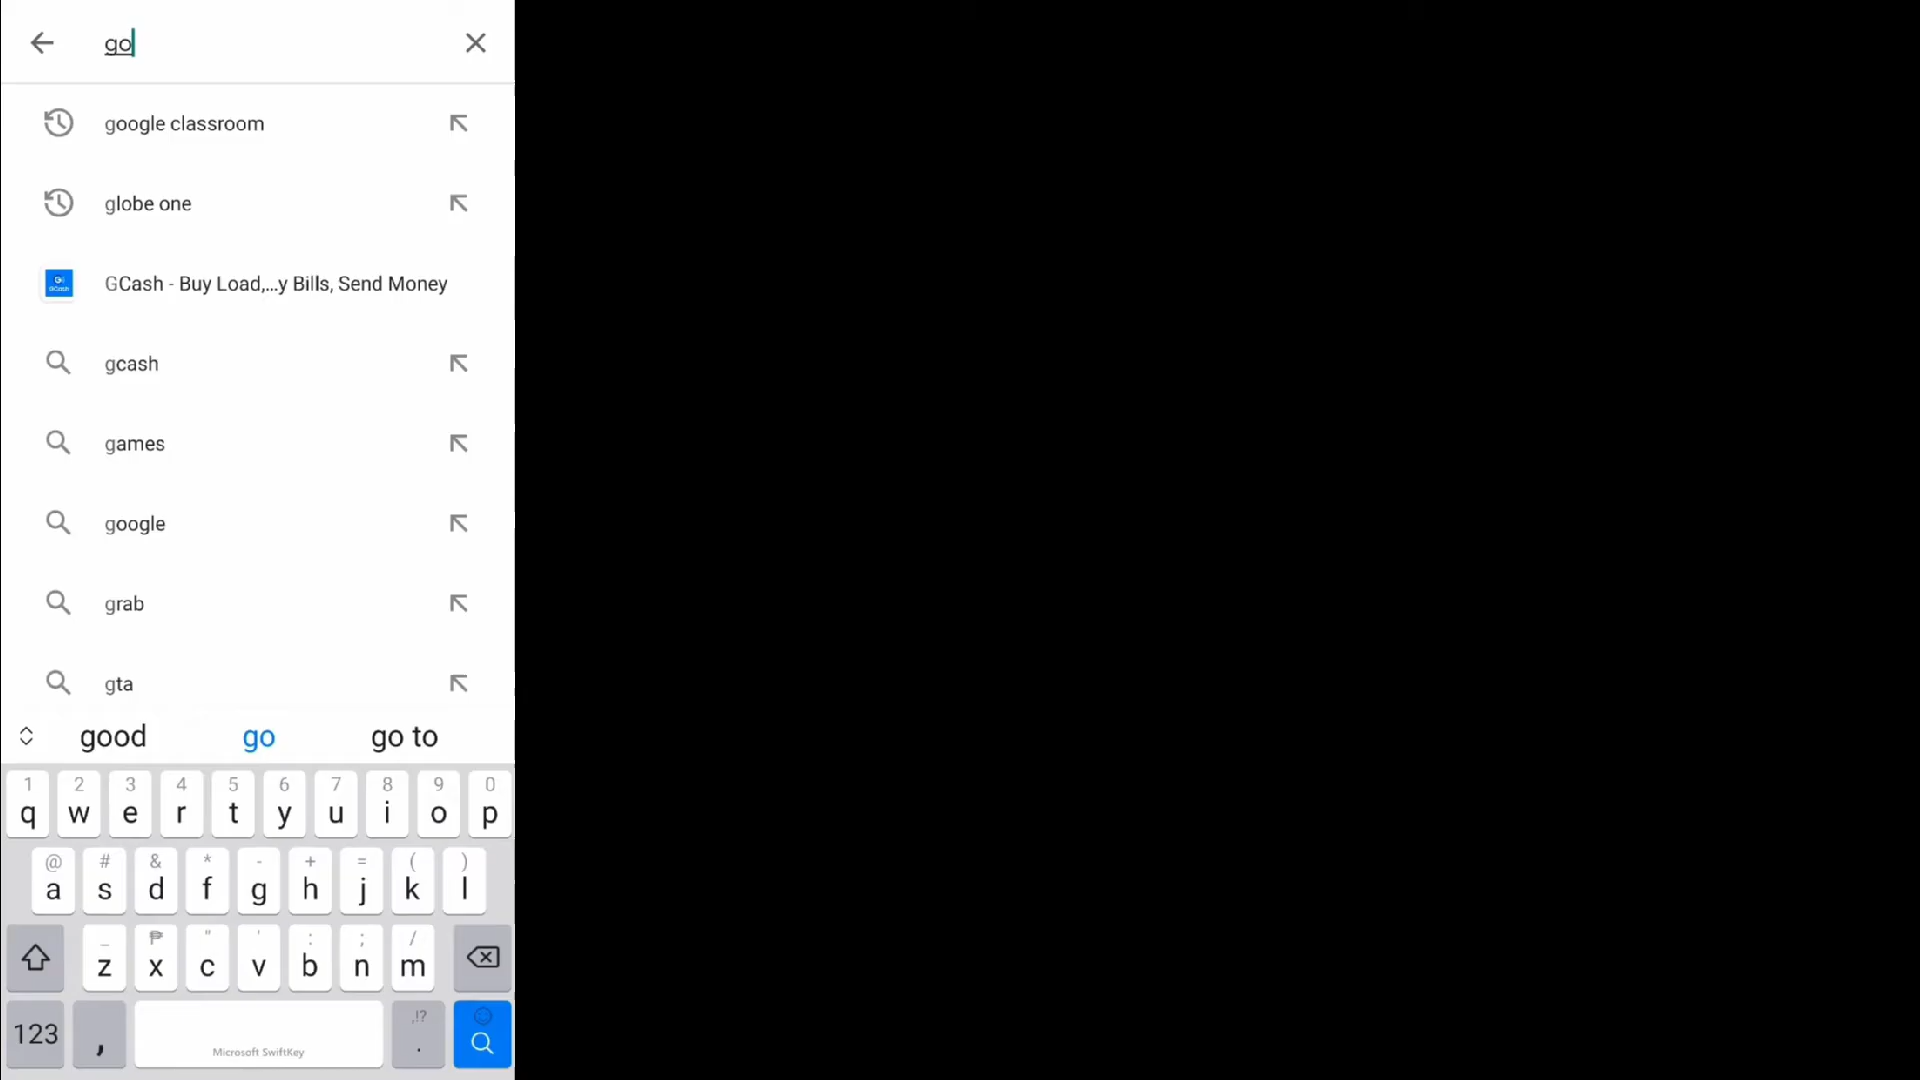 go
google classroom
globe one
GCash - Buy Load,...y Bills, Send Money
gcash
games
google
grab
gta
good go go to
1 2 3 4 5 6 7 8 9 0
q w e r t y u i o p
@ # & * - + = ( )
a s d f g h j k l
_ ₱ " ' : ; /
z x c v b n m
123 , Microsoft SwiftKey ,!? .